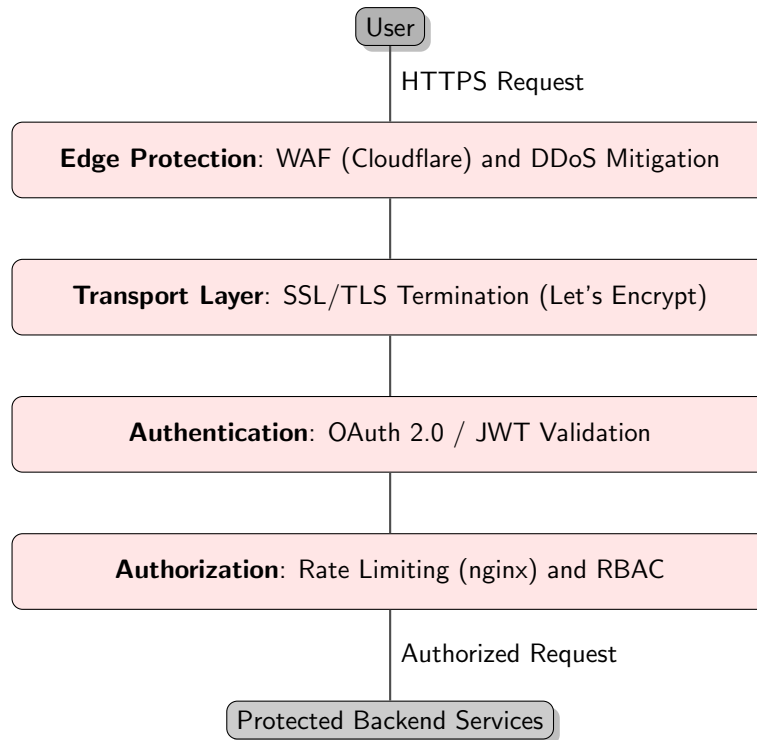 User
HTTPS Request
Edge Protection: WAF (Cloudflare) and DDoS Mitigation
Transport Layer: SSL/TLS Termination (Let's Encrypt)
Authentication: OAuth 2.0 / JWT Validation
Authorization: Rate Limiting (nginx) and RBAC
Authorized Request
Protected Backend Services